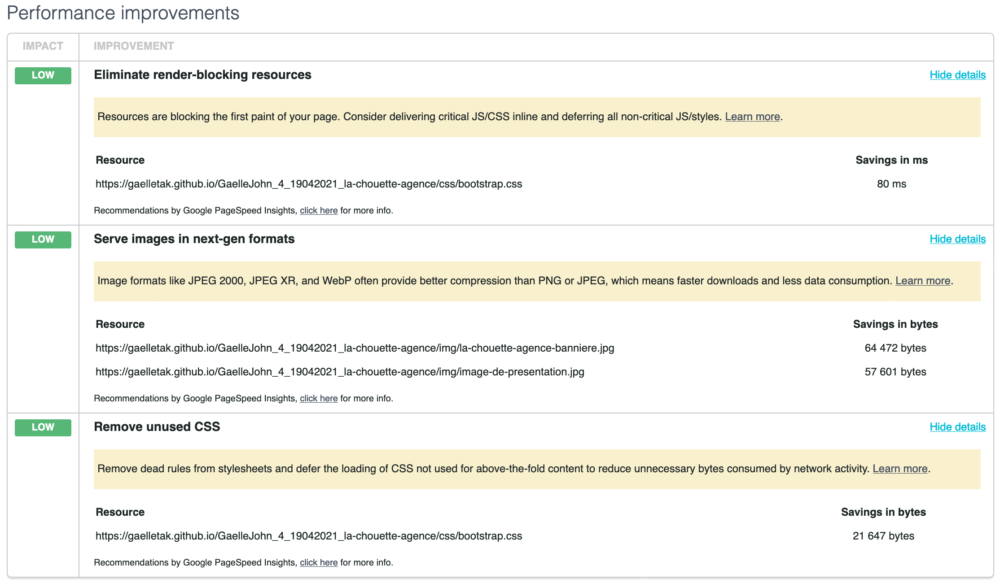 Performance improvements
IMPACT IMPROVEMENT
LOW Eliminate render-blocking resources Hide details
Resources are blocking the first paint of your page. Consider delivering critical JS/CSS inline and deferring all non-critical JS/styles. Learn more.
Resource Savings in ms
https://gaelletak.github.io/GaelleJohn_4_19042021_la-chouette-agence/css/bootstrap.css 80 ms
Recommendations by Google PageSpeed Insights, click here for more info.
LOW Serve images in next-gen formats Hide details
Image formats like JPEG 2000, JPEG XR, and WebP often provide better compression than PNG or JPEG, which means faster downloads and less data consumption. Learn more.
Resource Savings in bytes
https://gaelletak.github.io/GaelleJohn_4_19042021_la-chouette-agence/img/la-chouette-agence-banniere.jpg 64 472 bytes
https://gaelletak.github.io/GaelleJohn_4_19042021_la-chouette-agence/img/image-de-presentation.jpg 57 601 bytes
Recommendations by Google PageSpeed Insights, click here for more info.
LOW Remove unused CSS Hide details
Remove dead rules from stylesheets and defer the loading of CSS not used for above-the-fold content to reduce unnecessary bytes consumed by network activity. Learn more.
Resource Savings in bytes
https://gaelletak.github.io/GaelleJohn_4_19042021_la-chouette-agence/css/bootstrap.css 21 647 bytes
Recommendations by Google PageSpeed Insights, click here for more info.